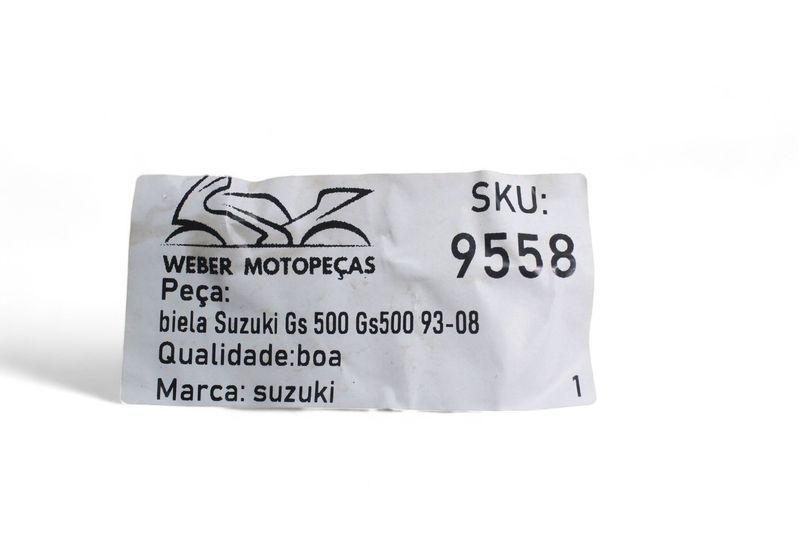 WEBER MOTOPEÇAS
SKU:
9558
Peça:
biela Suzuki Gs 500 Gs500 93-08
Qualidade:boa
Marca: suzuki
1